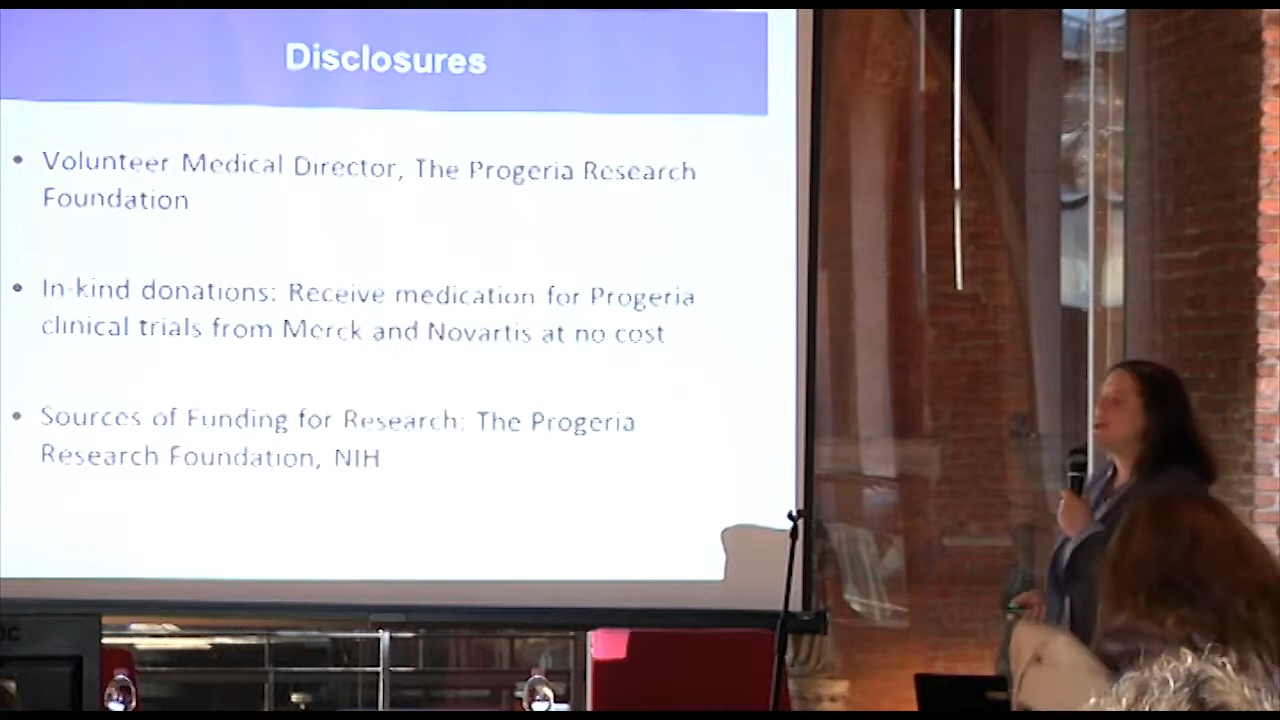 Disclosures
• Volunteer Medical Director, The Progeria Research
Foundation
• In-kind donations: Receive medication for Progeria
clinical trials from Merck and Novartis at no cost
• Sources of Funding for Research: The Progeria
Research Foundation, NIH